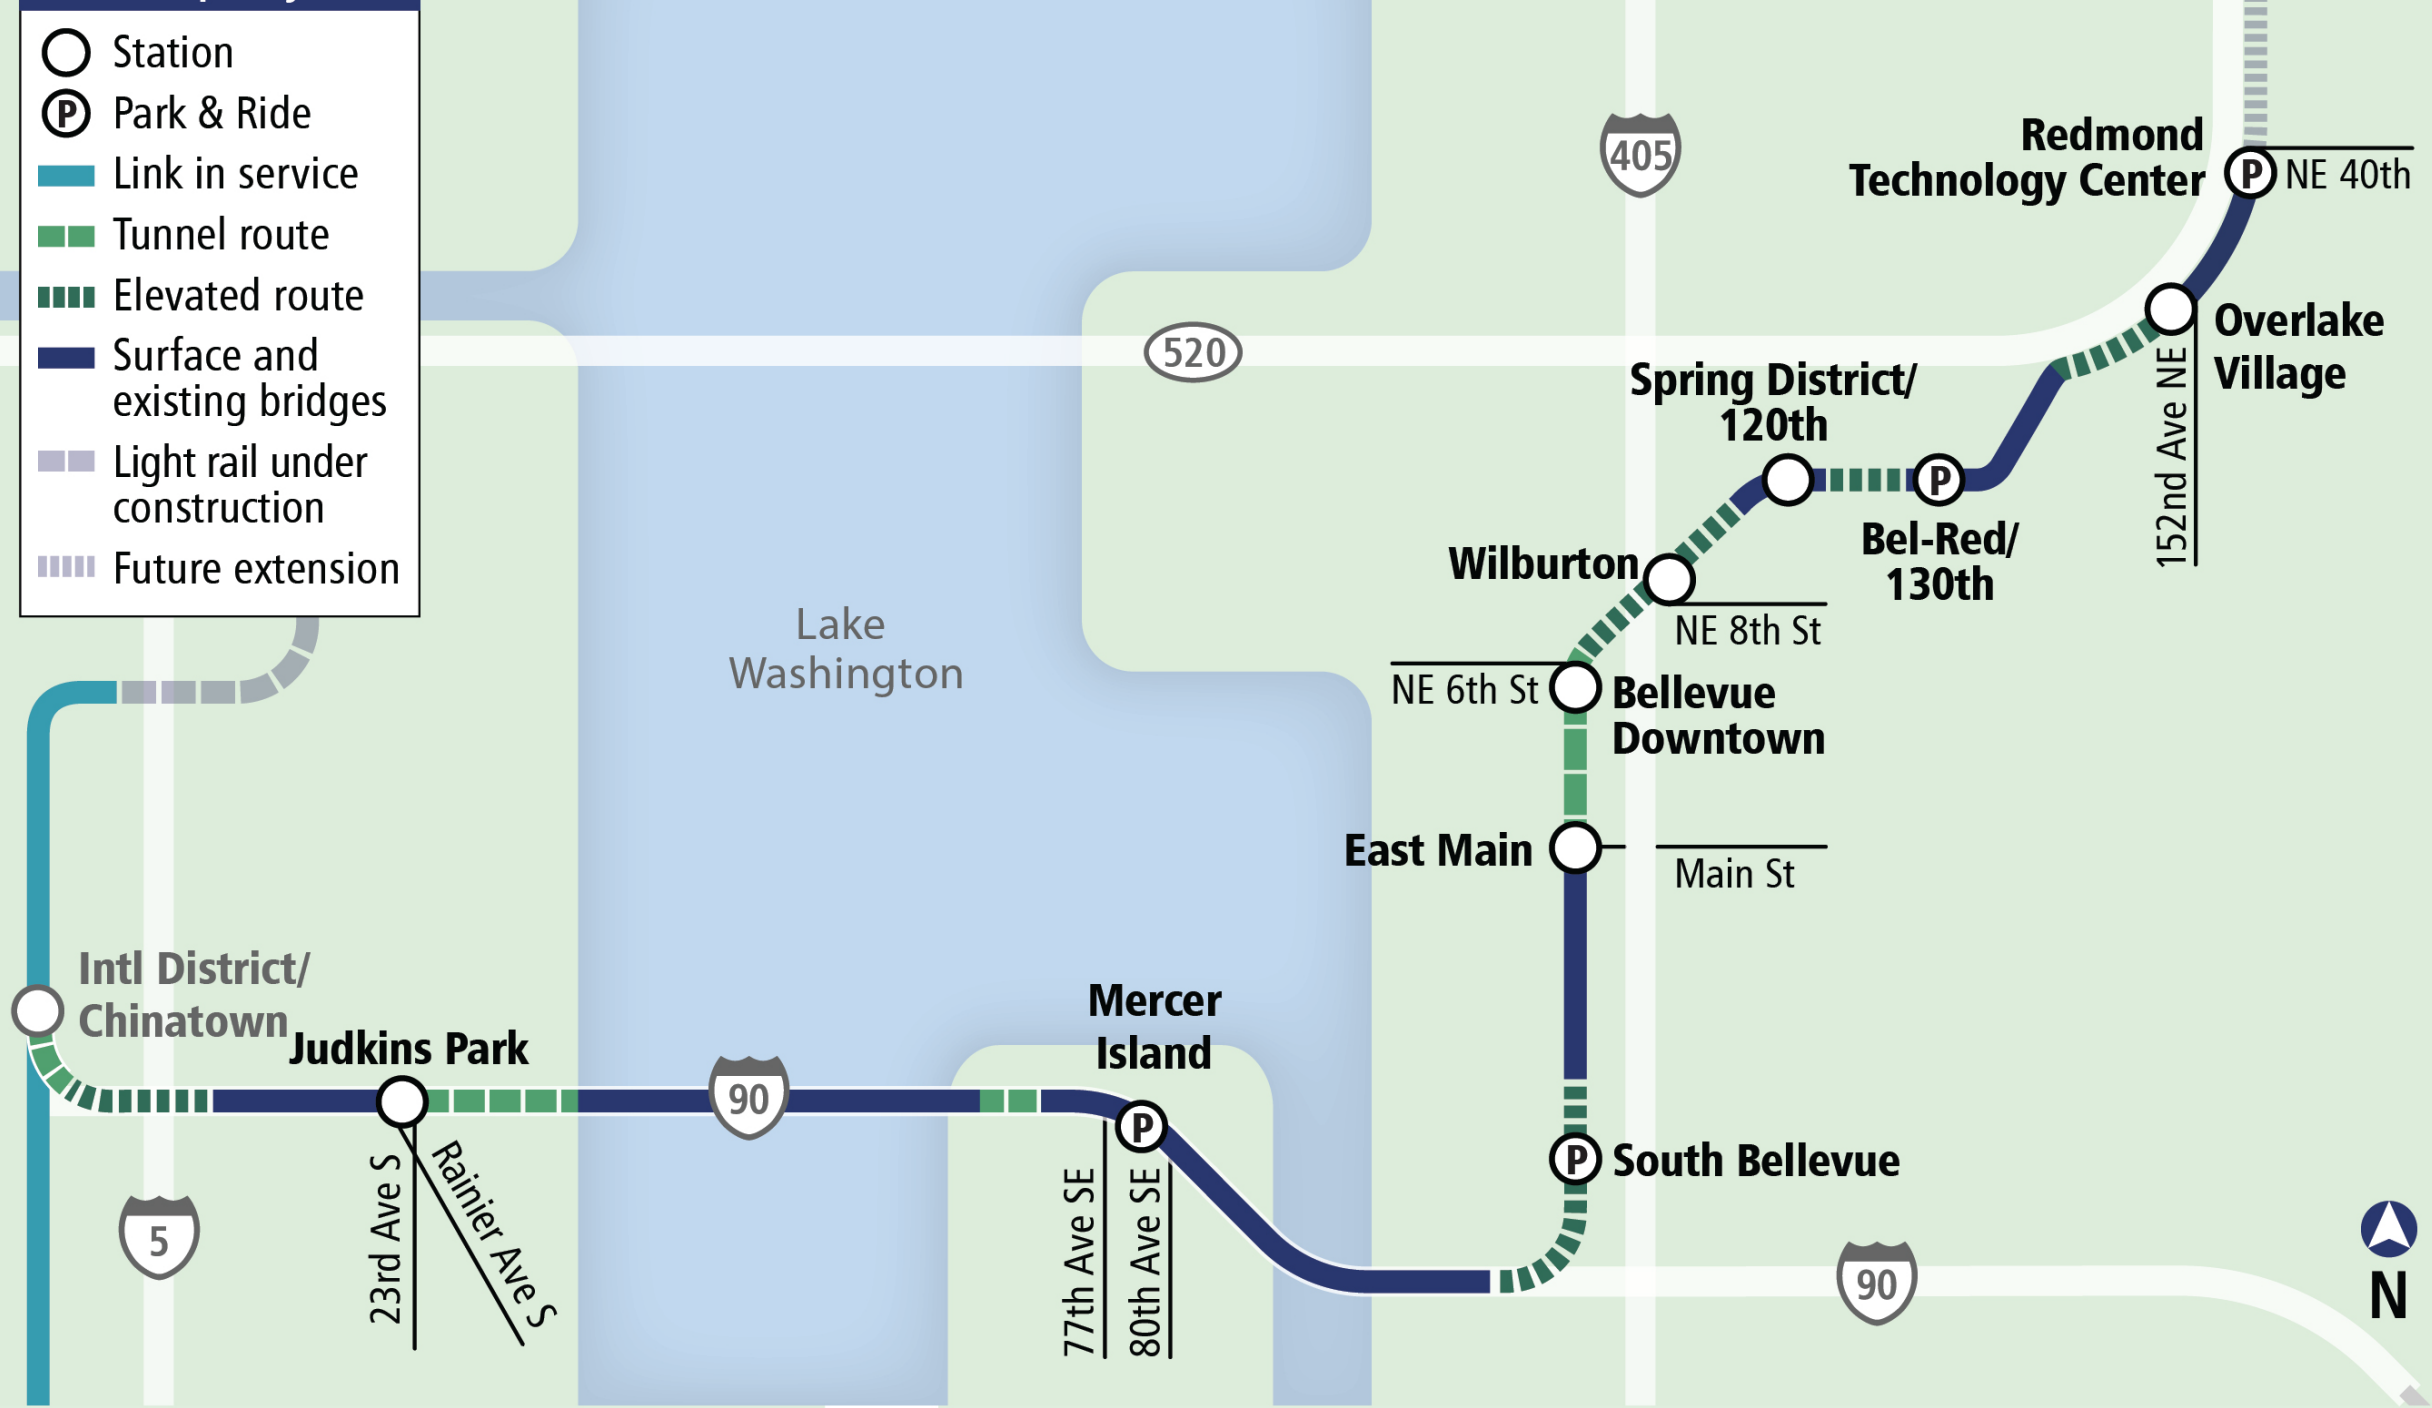 Station
P
Park & Ride
Link in service
Tunnel route
Elevated route
Surface and
existing bridges
Light rail under
construction
Future extension
405
Redmond
Technology Center
P
NE 40th
520
Overlake
Village
152nd Ave NE
Spring District/
120th
P
Bel-Red/
130th
Wilburton
NE 8th St
Lake
Washington
NE 6th St
Bellevue
Downtown
East Main
Main St
Intl District/
Chinatown
Judkins Park
90
Mercer
Island
P
P
South Bellevue
23rd Ave S
Rainier Ave S
77th Ave SE
80th Ave SE
5
90
N